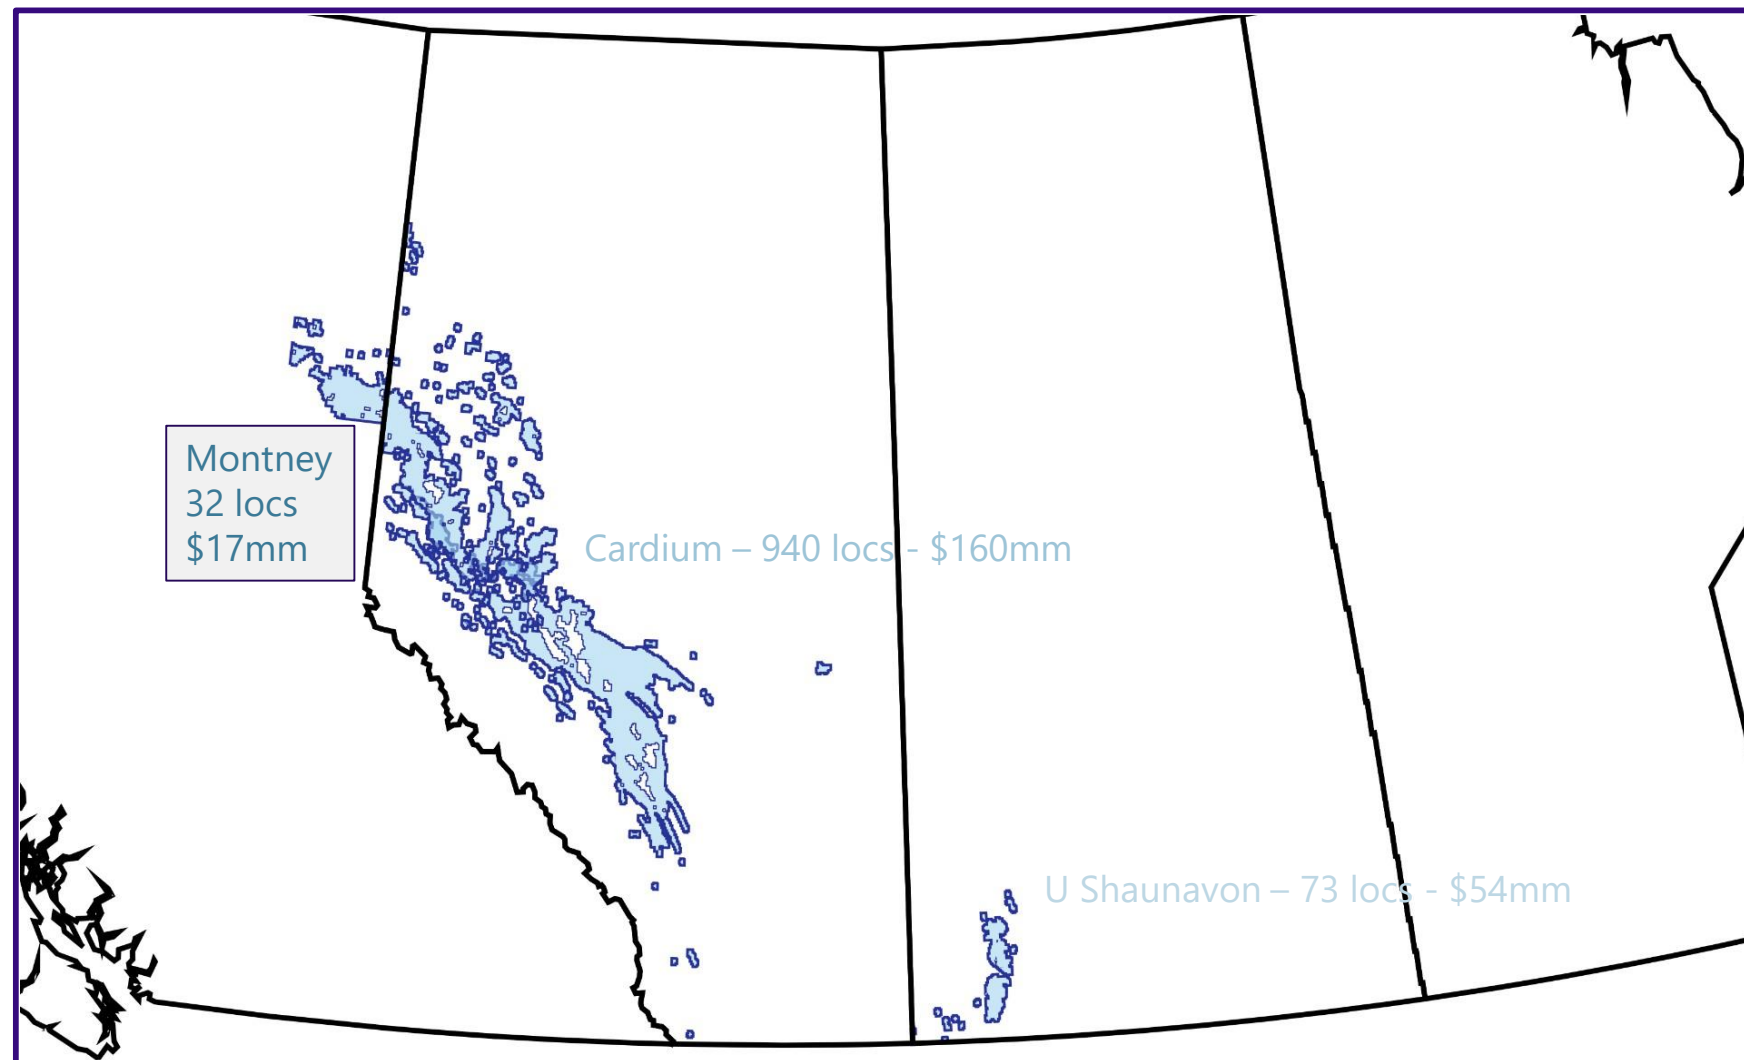 Montney
32 locs
$17mm
Cardium – 940 locs - $160mm
U Shaunavon – 73 locs - $54mm